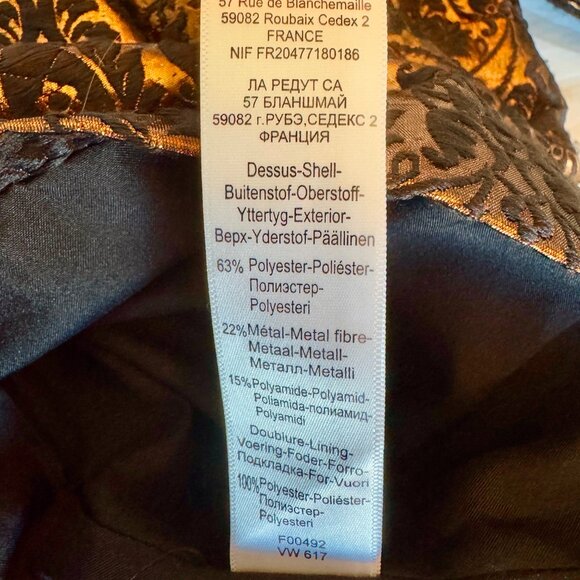 57 Rue de Blanchemaille
59082 Roubaix Cedex 2
FRANCE
NIF FR20477180186
ЛА РЕДУТ СА
57 БЛАНШМАЙ
59082 г.РУБЭ,СЕДЕКС 2
ФРАНЦИЯ
Dessus-Shell-
Buitenstof-Oberstoff-
Yttertyg-Exterior-
Верх-Yderstof-Päällinen
63% Polyester-Poliéster-
Полиэстер-
Polyesteri
22%Métal-Metal fibre-
Metaal-Metall-
Металл-Metalli
15%Polyamide-Polyamid-
Poliamida-полиамид-
Polyamidi
Doublure-Lining-
Voering-Foder-Forro-
Подкладка-For-Vuori
100%Polyester-Poliéster-
Полиэстер-
Polyesteri
F00492
VW 617